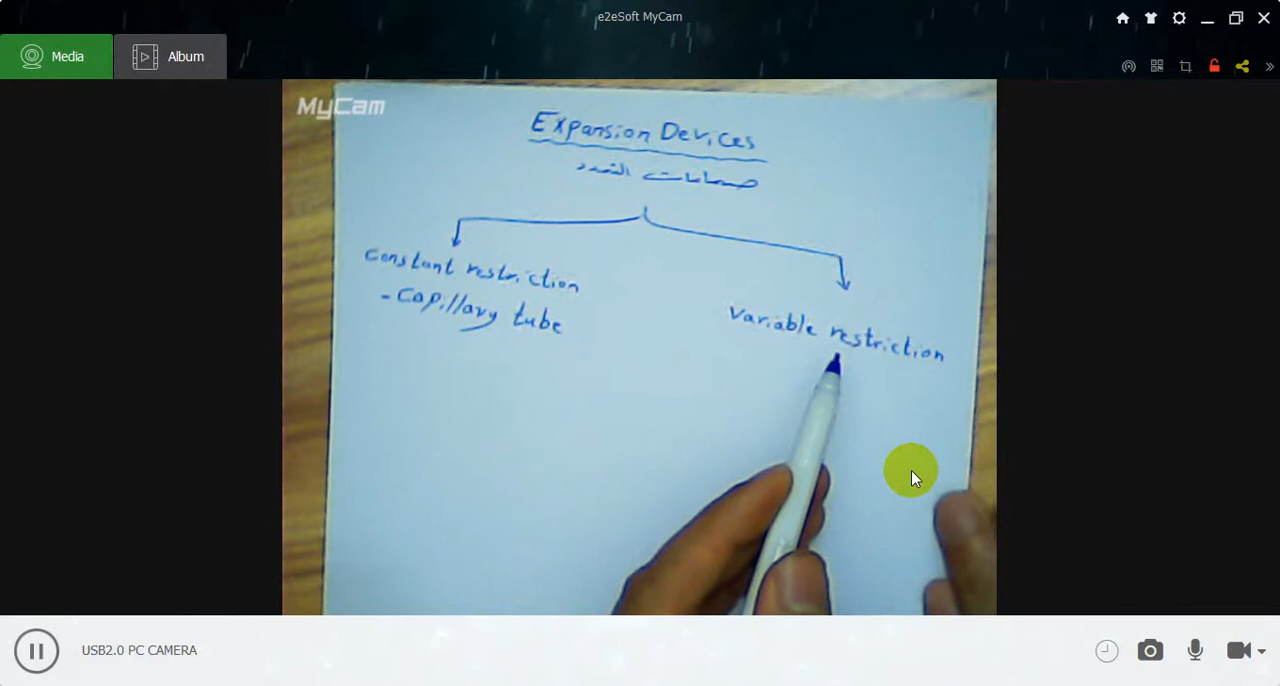 e2eSoft MyCam
Media
Album
MyCam
Expansion Devices
صمامات التمدد
Constant restriction
- Capillary tube
Variable restriction
USB2.0 PC CAMERA